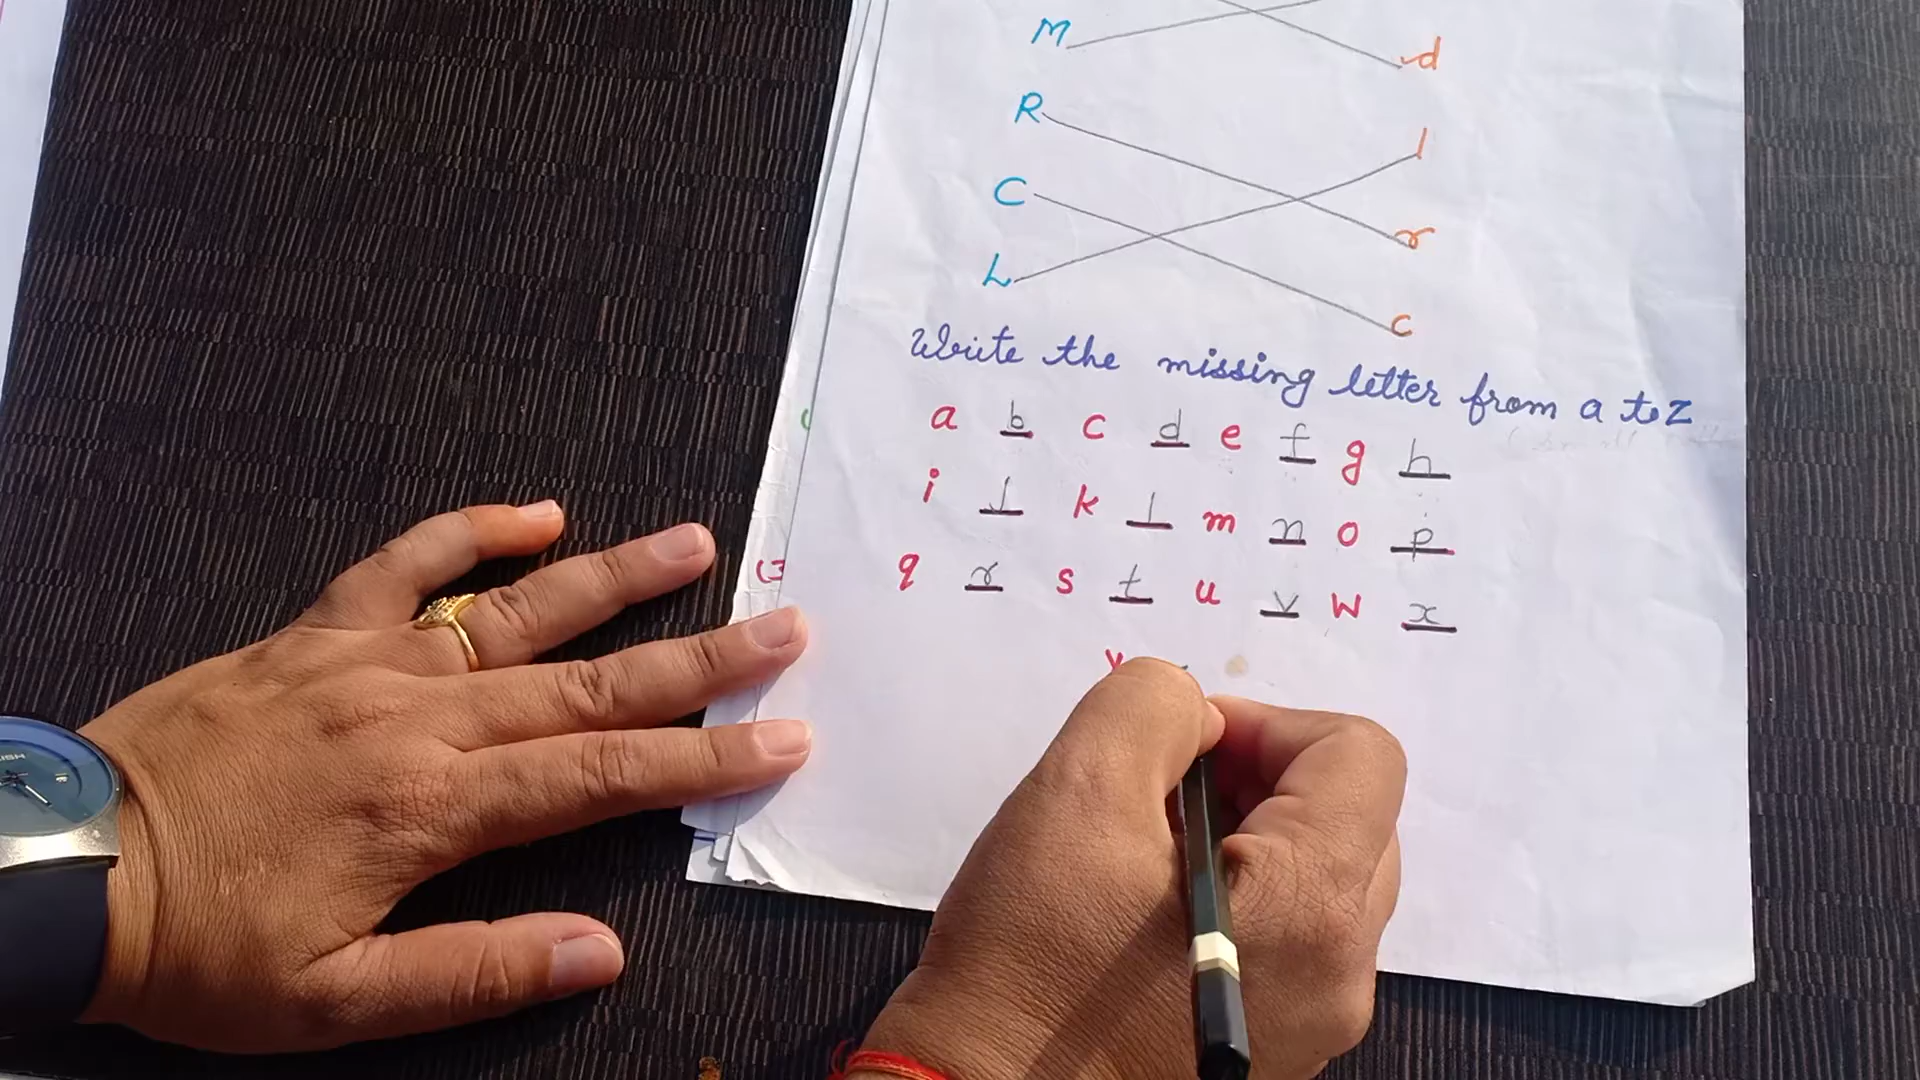 M d
R l
C r
L c
Write the missing letter from a to z
a b c d e f g h
i j k l m n o p
q r s t u v w x
y